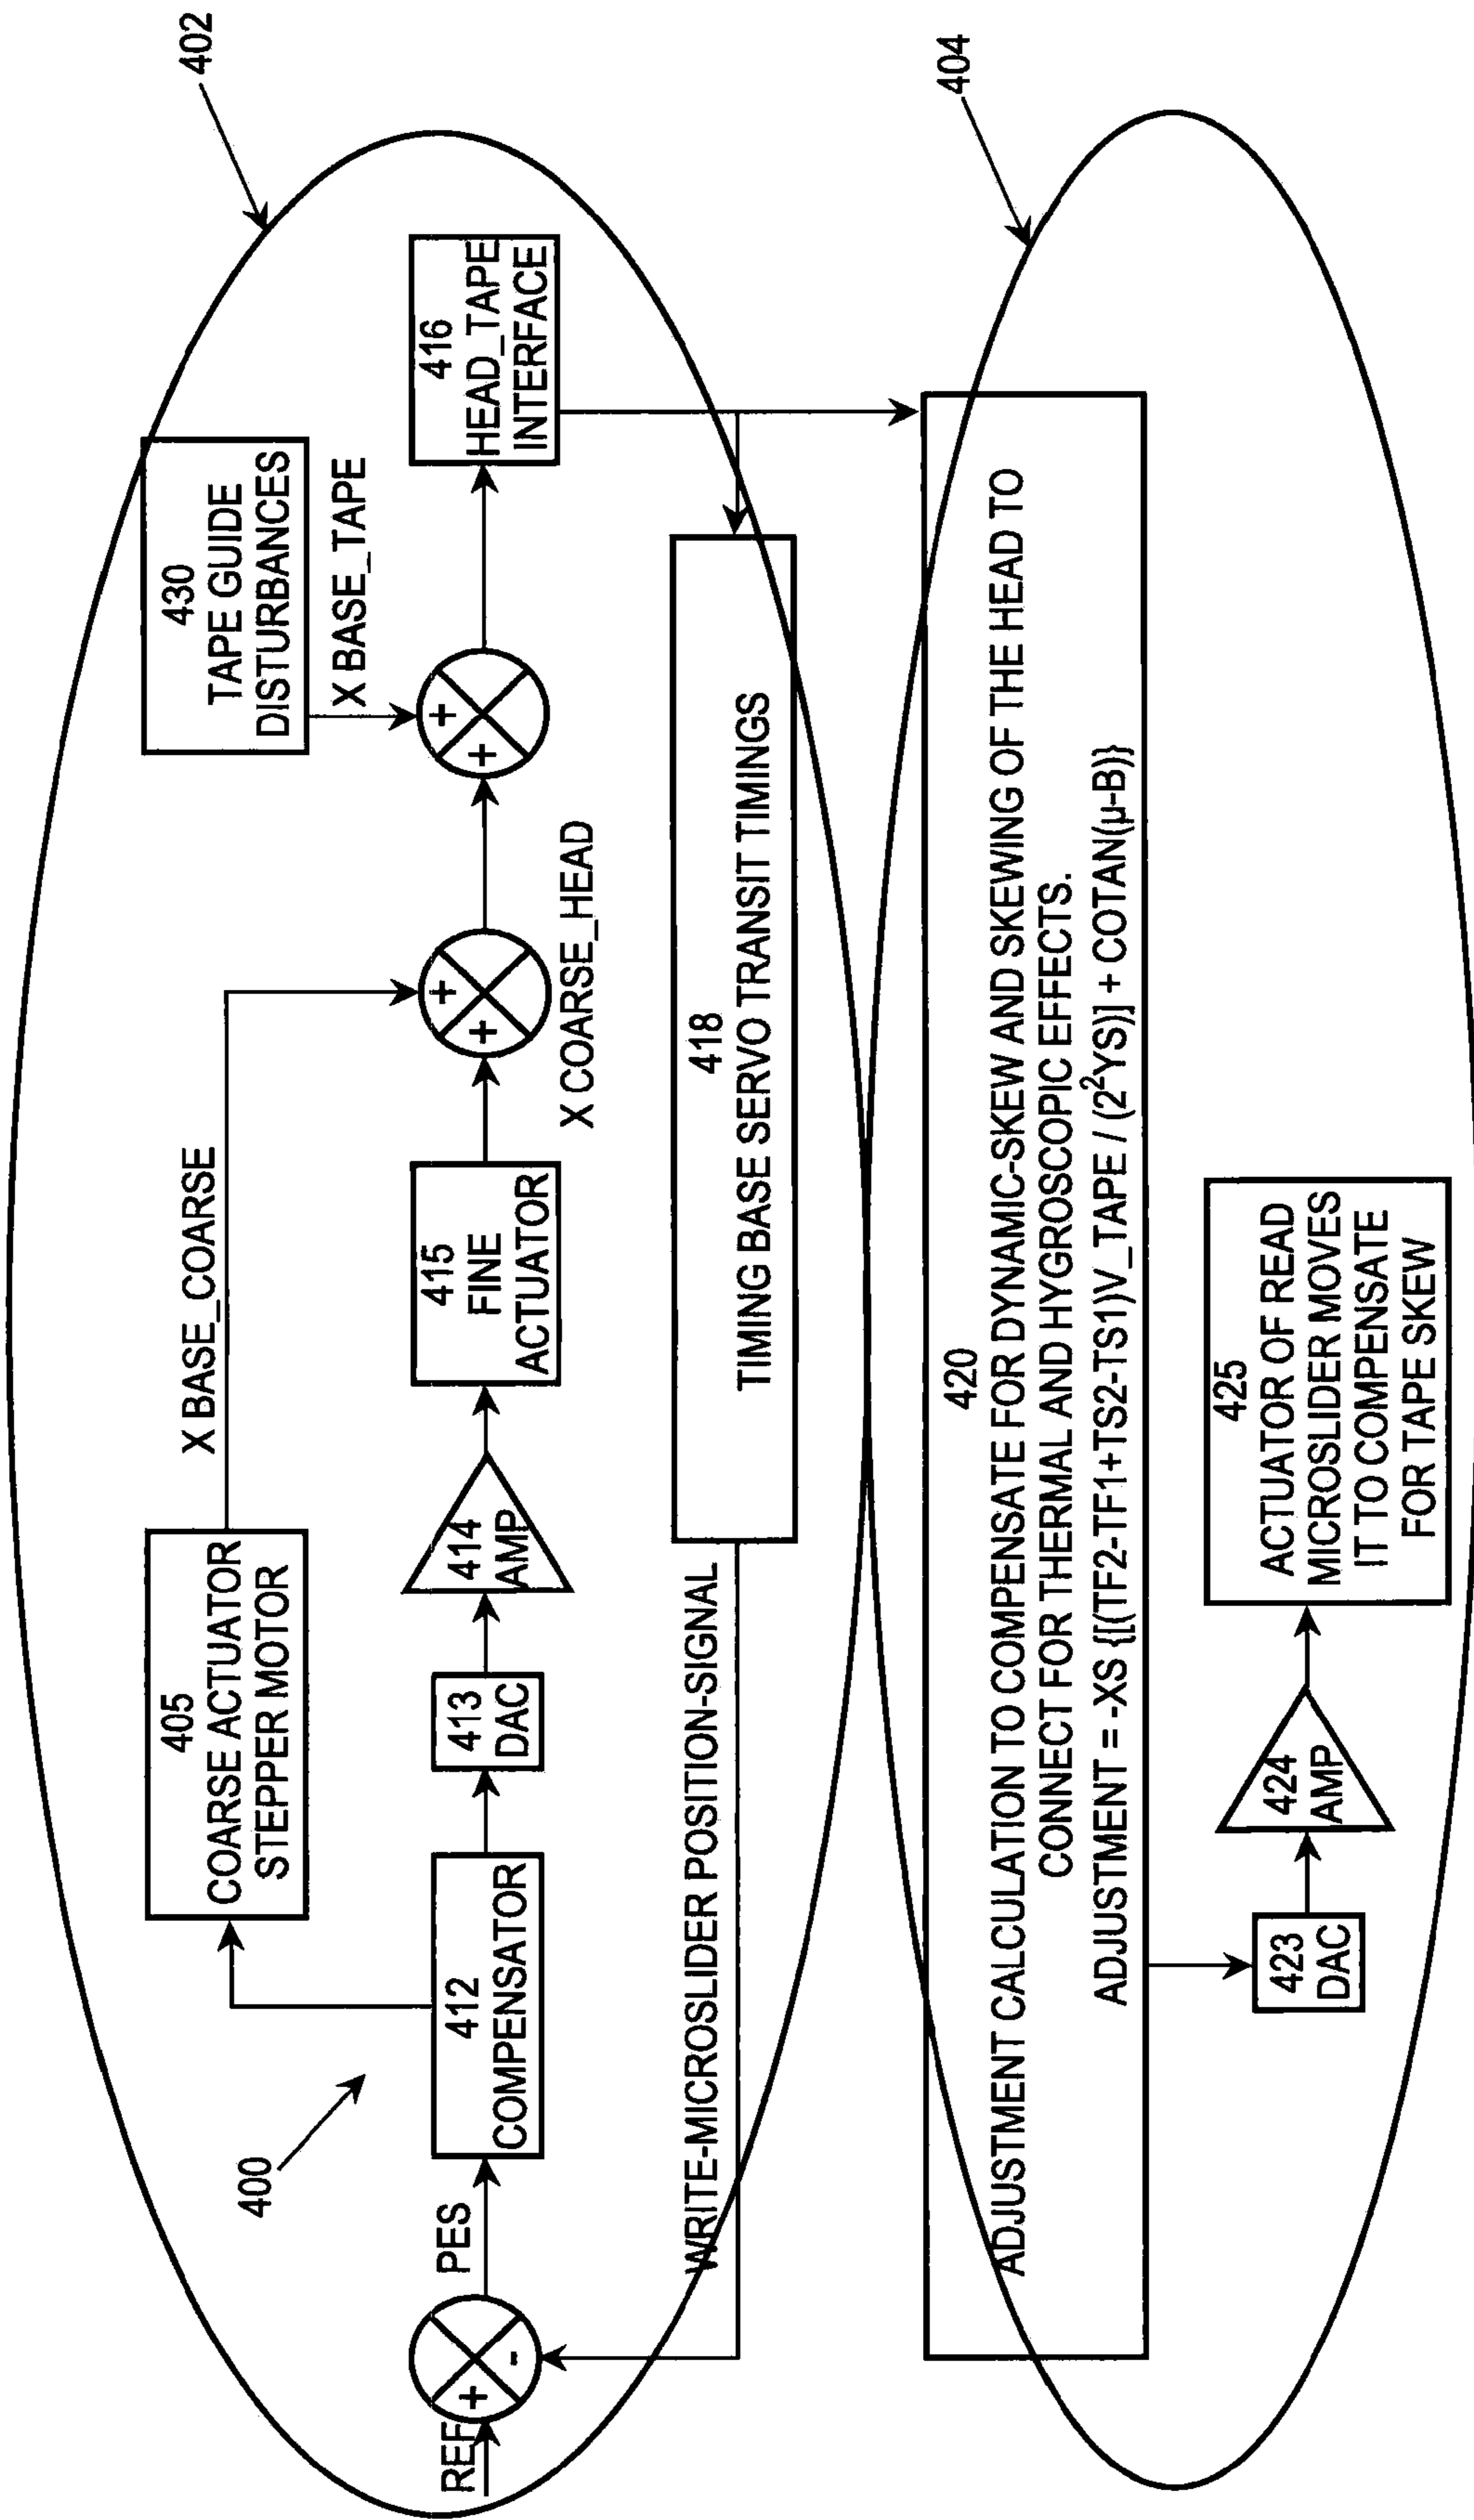 402
405
COARSE ACTUATOR
STEPPER MOTOR
X BASE_COARSE
430
TAPE GUIDE
DISTURBANCES
X BASE_TAPE
400
REF
+
-
PES
412
COMPENSATOR
413
DAC
414
AMP
415
FINE
ACTUATOR
+
+
X COARSE_HEAD
+
+
416
HEAD_TAPE
INTERFACE
WRITE-MICROSLIDER POSITION-SIGNAL
418
TIMING BASE SERVO TRANSIT TIMINGS
404
420
ADJUSTMENT CALCULATION TO COMPENSATE FOR DYNAMIC-SKEW AND SKEWING OF THE HEAD TO
CONNECT FOR THERMAL AND HYGROSCOPIC EFFECTS.
ADJUSTMENT = -XS {[(TF2-TF1+TS2-TS1)V_TAPE / (2²YS)] + COTAN(µ-B)}
423
DAC
424
AMP
425
ACTUATOR OF READ
MICROSLIDER MOVES
IT TO COMPENSATE
FOR TAPE SKEW